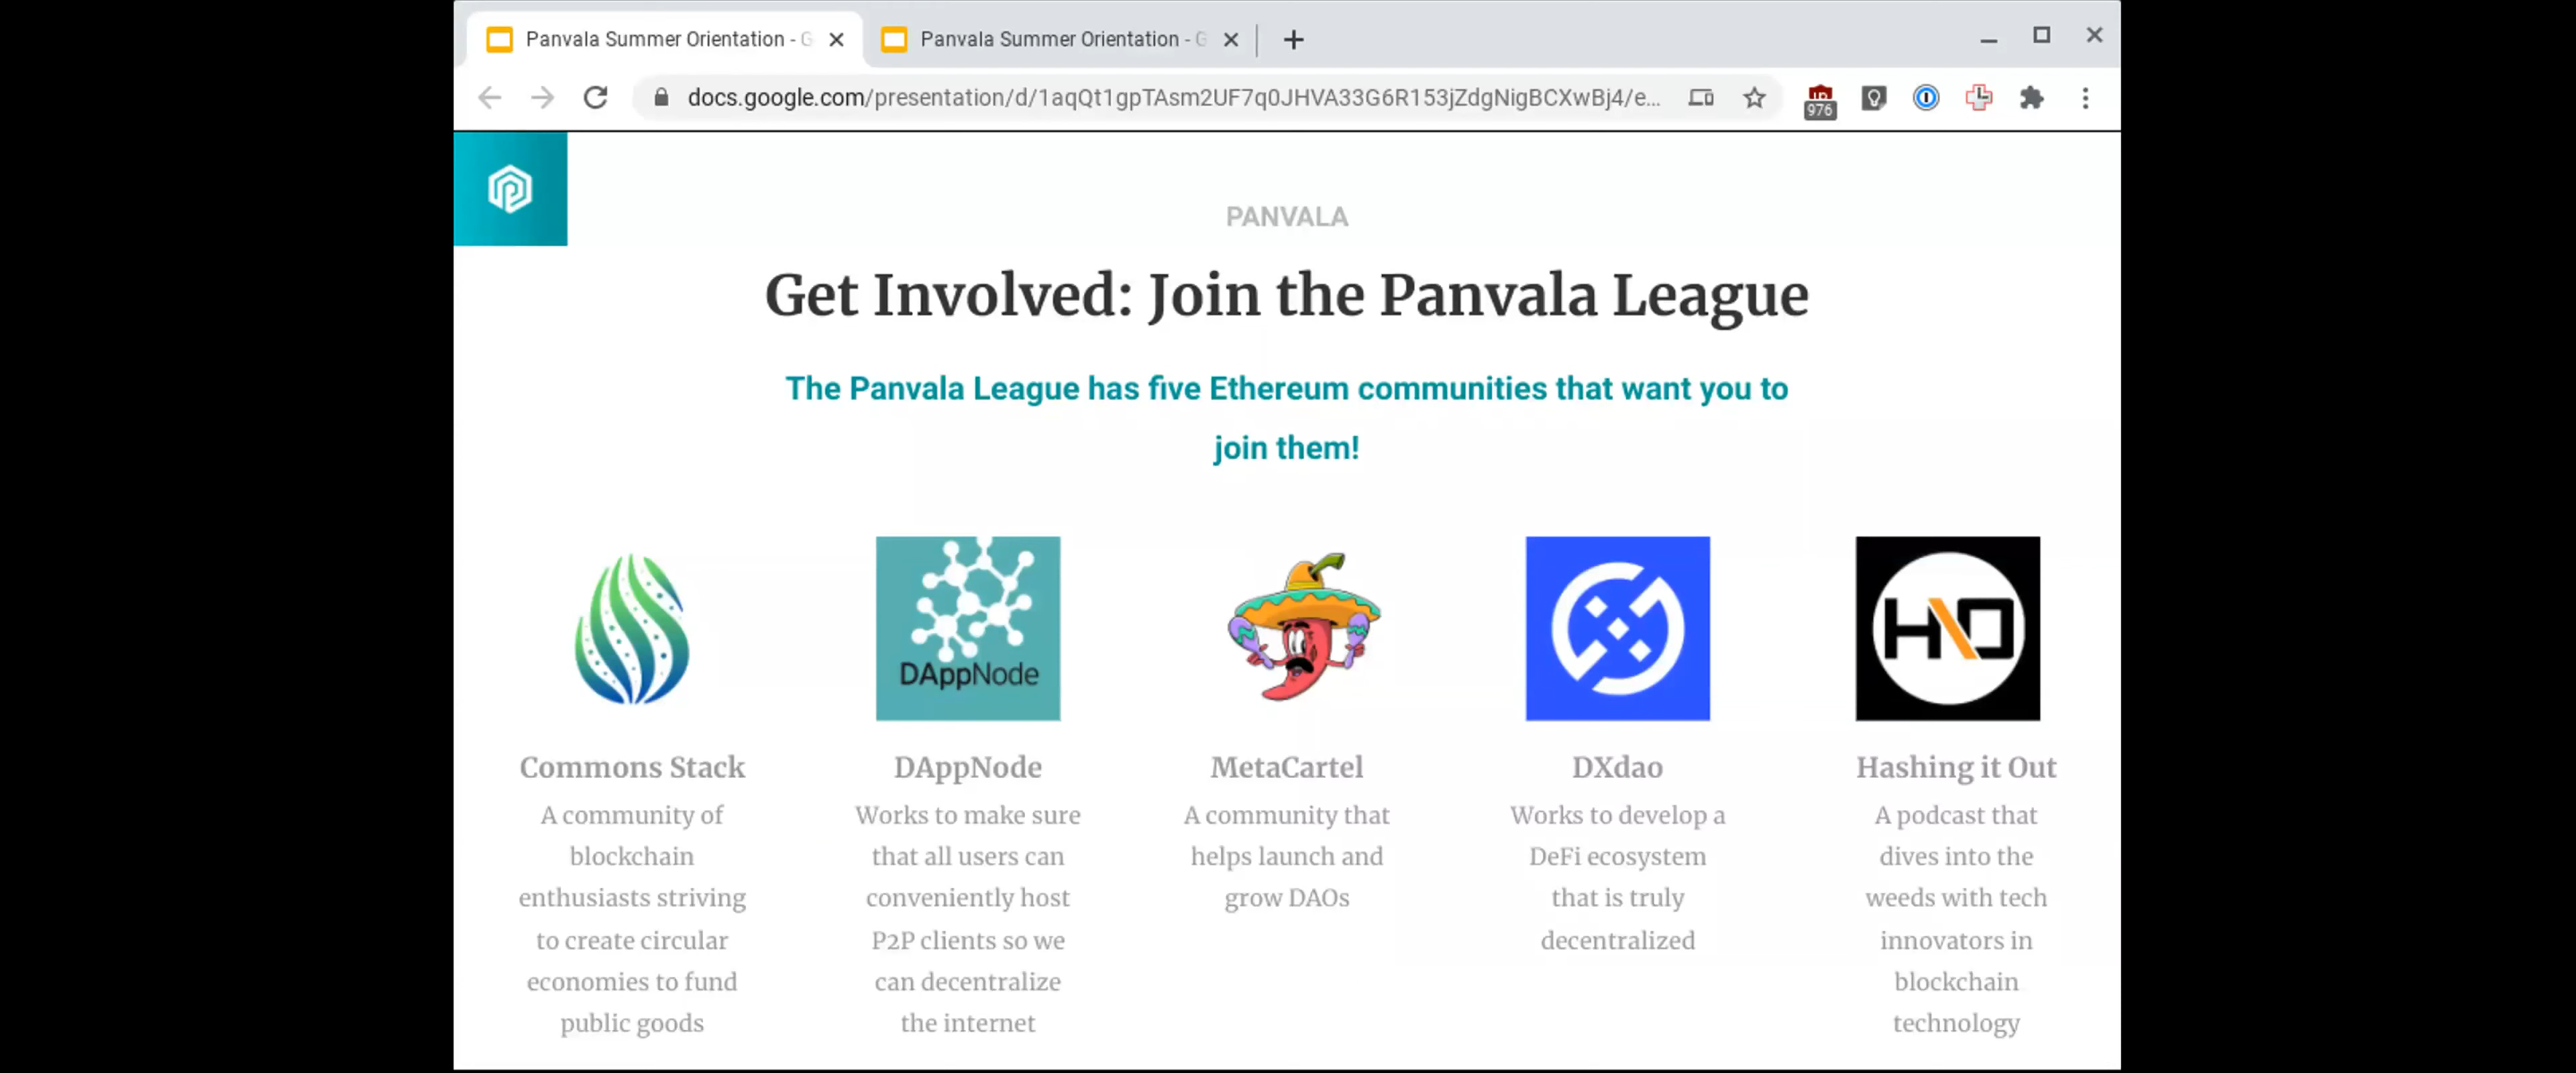 Panvala Summer Orientation - G
Panvala Summer Orientation - G
docs.google.com/presentation/d/1aqQt1gpTAsm2UF7q0JHVA33G6R153jZdgNigBCXwBj4/e...
976
PANVALA
Get Involved: Join the Panvala League
The Panvala League has five Ethereum communities that want you to
join them!
DAppNode
H\O
Commons Stack
A community of
blockchain
enthusiasts striving
to create circular
economies to fund
public goods
DAppNode
Works to make sure
that all users can
conveniently host
P2P clients so we
can decentralize
the internet
MetaCartel
A community that
helps launch and
grow DAOs
DXdao
Works to develop a
DeFi ecosystem
that is truly
decentralized
Hashing it Out
A podcast that
dives into the
weeds with tech
innovators in
blockchain
technology